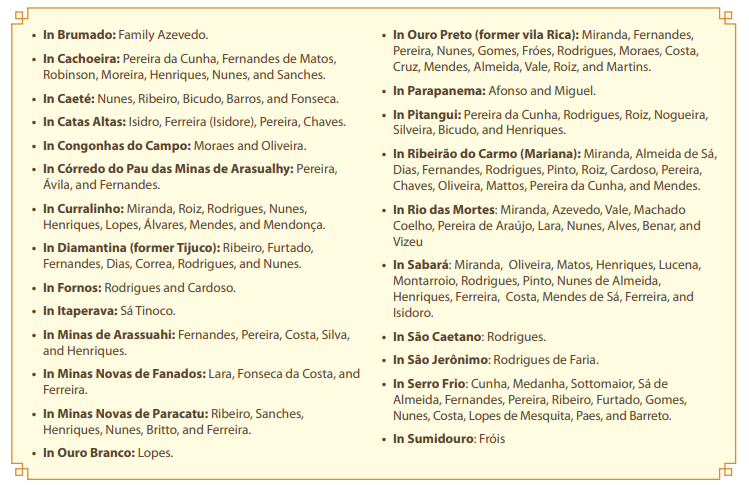 • In Brumado: Family Azevedo.
• In Cachoeira: Pereira da Cunha, Fernandes de Matos,
Robinson, Moreira, Henriques, Nunes, and Sanches.
• In Caeté: Nunes, Ribeiro, Bicudo, Barros, and Fonseca.
• In Catas Altas: Isidro, Ferreira (Isidore), Pereira, Chaves.
• In Congonhas do Campo: Moraes and Oliveira.
• In Córredo do Pau das Minas de Arasualhy: Pereira,
Ávila, and Fernandes.
• In Curralinho: Miranda, Roiz, Rodrigues, Nunes,
Henriques, Lopes, Álvares, Mendes, and Mendonça.
• In Diamantina (former Tijuco): Ribeiro, Furtado,
Fernandes, Dias, Correa, Rodrigues, and Nunes.
• In Fornos: Rodrigues and Cardoso.
• In Itaperava: Sá Tinoco.
• In Minas de Arassuahi: Fernandes, Pereira, Costa, Silva,
and Henriques.
• In Minas Novas de Fanados: Lara, Fonseca da Costa, and
Ferreira.
• In Minas Novas de Paracatu: Ribeiro, Sanches,
Henriques, Nunes, Britto, and Ferreira.
• In Ouro Branco: Lopes.
• In Ouro Preto (former vila Rica): Miranda, Fernandes,
Pereira, Nunes, Gomes, Fróes, Rodrigues, Moraes, Costa,
Cruz, Mendes, Almeida, Vale, Roiz, and Martins.
• In Parapanema: Afonso and Miguel.
• In Pitangui: Pereira da Cunha, Rodrigues, Roiz, Nogueira,
Silveira, Bicudo, and Henriques.
• In Ribeirão do Carmo (Mariana): Miranda, Almeida de Sá,
Dias, Fernandes, Rodrigues, Pinto, Roiz, Cardoso, Pereira,
Chaves, Oliveira, Mattos, Pereira da Cunha, and Mendes.
• In Rio das Mortes: Miranda, Azevedo, Vale, Machado
Coelho, Pereira de Araújo, Lara, Nunes, Alves, Benar, and
Vizeu
• In Sabará: Miranda, Oliveira, Matos, Henriques, Lucena,
Montarroio, Rodrigues, Pinto, Nunes de Almeida,
Henriques, Ferreira, Costa, Mendes de Sá, Ferreira, and
Isidoro.
• In São Caetano: Rodrigues.
• In São Jerônimo: Rodrigues de Faria.
• In Serro Frio: Cunha, Medanha, Sottomaior, Sá de
Almeida, Fernandes, Pereira, Ribeiro, Furtado, Gomes,
Nunes, Costa, Lopes de Mesquita, Paes, and Barreto.
• In Sumidouro: Fróis